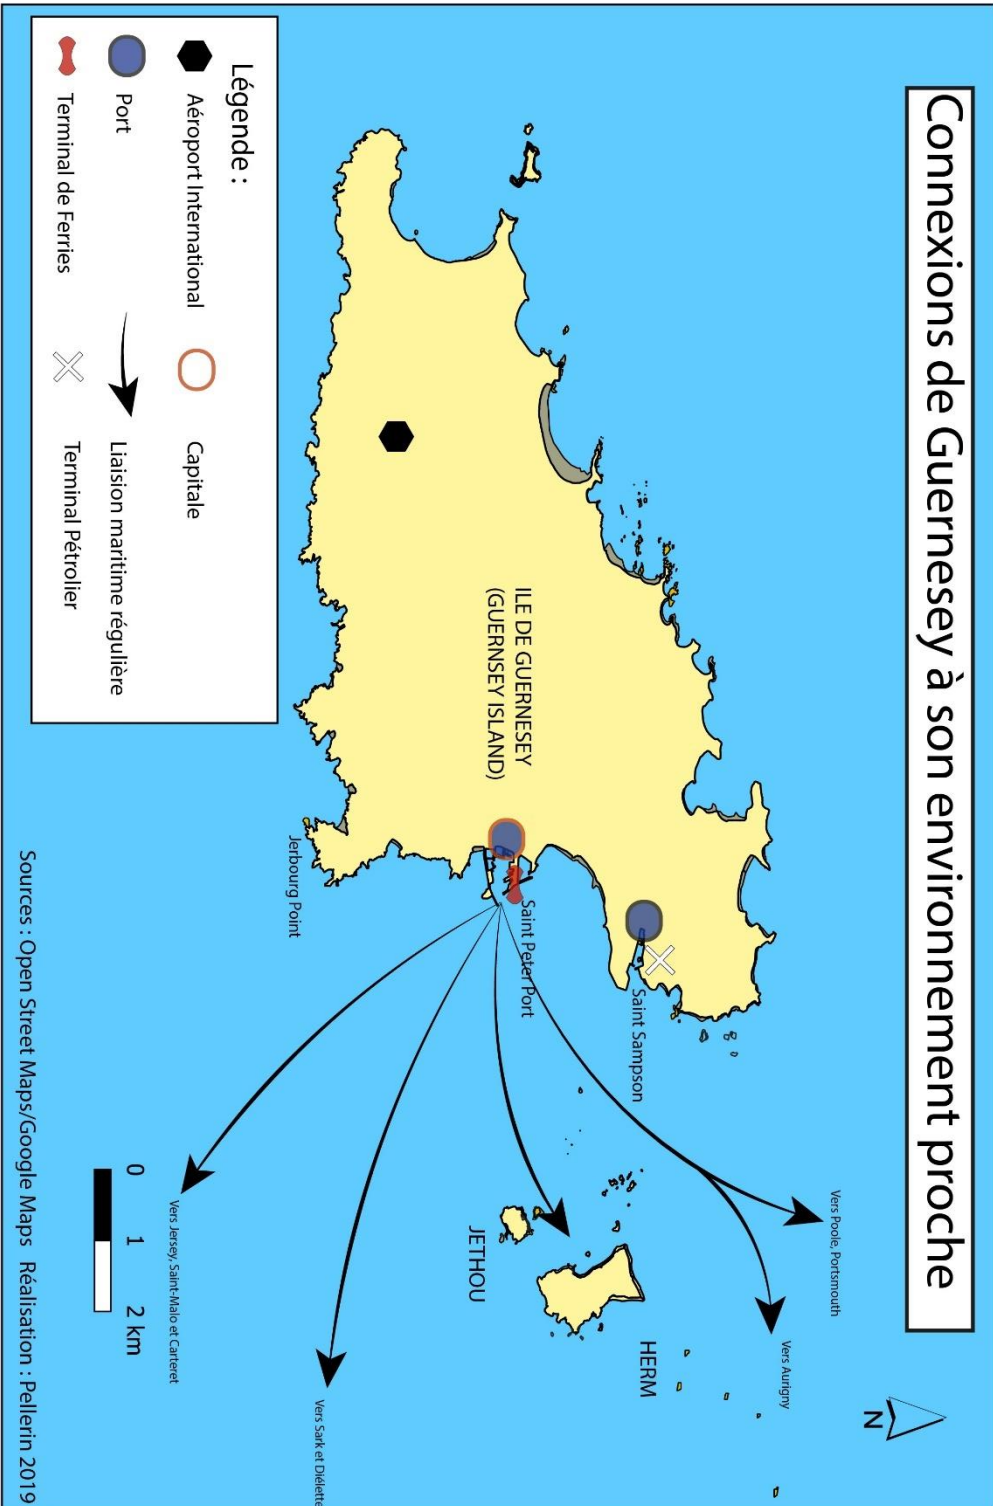 Connexions de Guernesey à son environnement proche
N
Vers Poole, Portsmouth
Vers Aurigny
Saint Sampson
HERM
ILE DE GUERNESEY
(GUERNSEY ISLAND)
Saint Peter Port
JETHOU
Jerbourg Point
Vers Sark et Diélette
Vers Jersey, Saint-Malo et Carteret
Légende :
Aéroport International
Capitale
Port
Liaison maritime régulière
Terminal de Ferries
Terminal Pétrolier
0 1 2 km
Sources : Open Street Maps/Google Maps Réalisation : Pellerin 2019